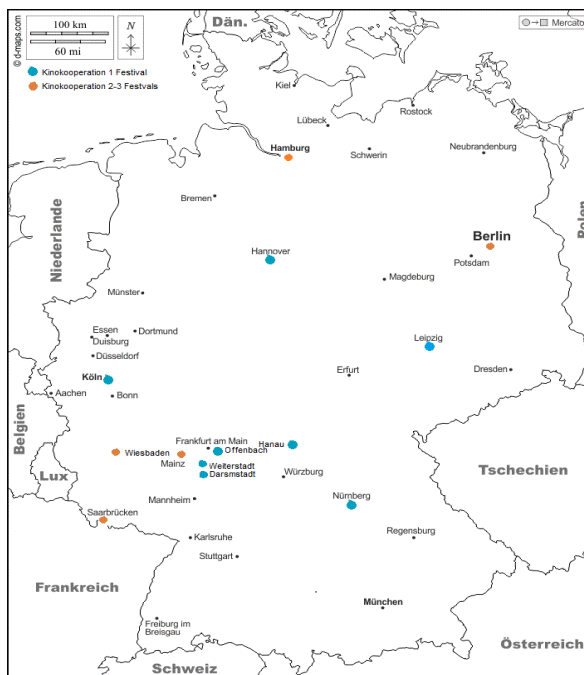 © d-maps.com
100 km
60 mi
N
Mercator
Kinokooperation 1 Festival
Kinokooperation 2-3 Festvals
Dän.
Kiel
Rostock
Lübeck
Hamburg
Schwerin
Neubrandenburg
Bremen
Niederlande
Polen
Berlin
Hannover
Potsdam
Magdeburg
Münster
Essen
Dortmund
Duisburg
Düsseldorf
Leipzig
Köln
Erfurt
Dresden
Aachen
Bonn
Belgien
Frankfurt am Main
Hanau
Wiesbaden
Offenbach
Mainz
Weiterstadt
Lux
Darsmstadt
Würzburg
Tschechien
Mannheim
Nürnberg
Saarbrücken
Karlsruhe
Regensburg
Stuttgart
Frankreich
München
Freiburg im
Breisgau
Österreich
Schweiz